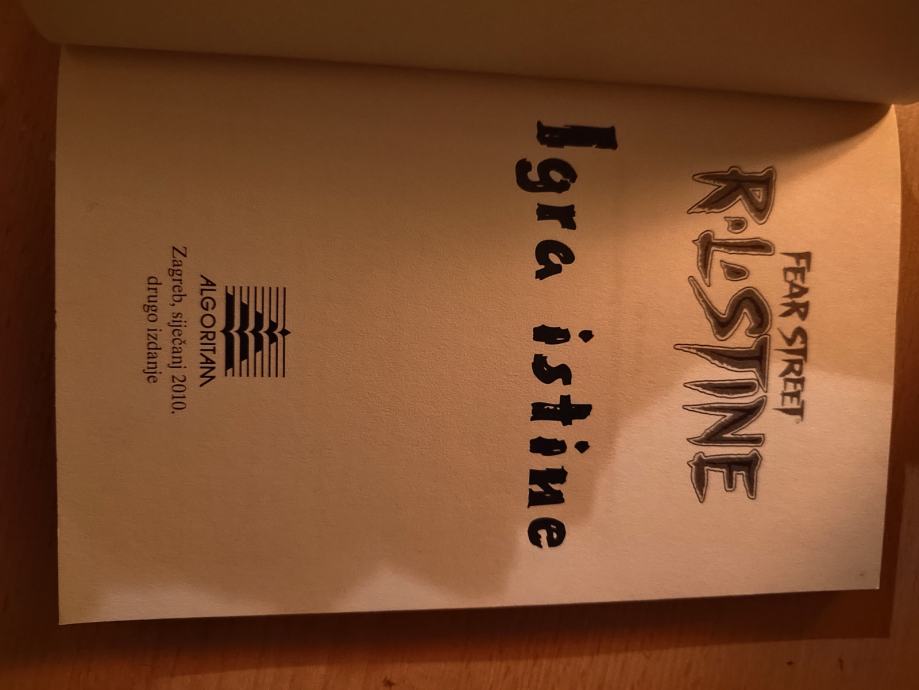 FEAR STREET
R·L·STINE
Igra istine
ALGORITAM
Zagreb, siječanj 2010.
drugo izdanje